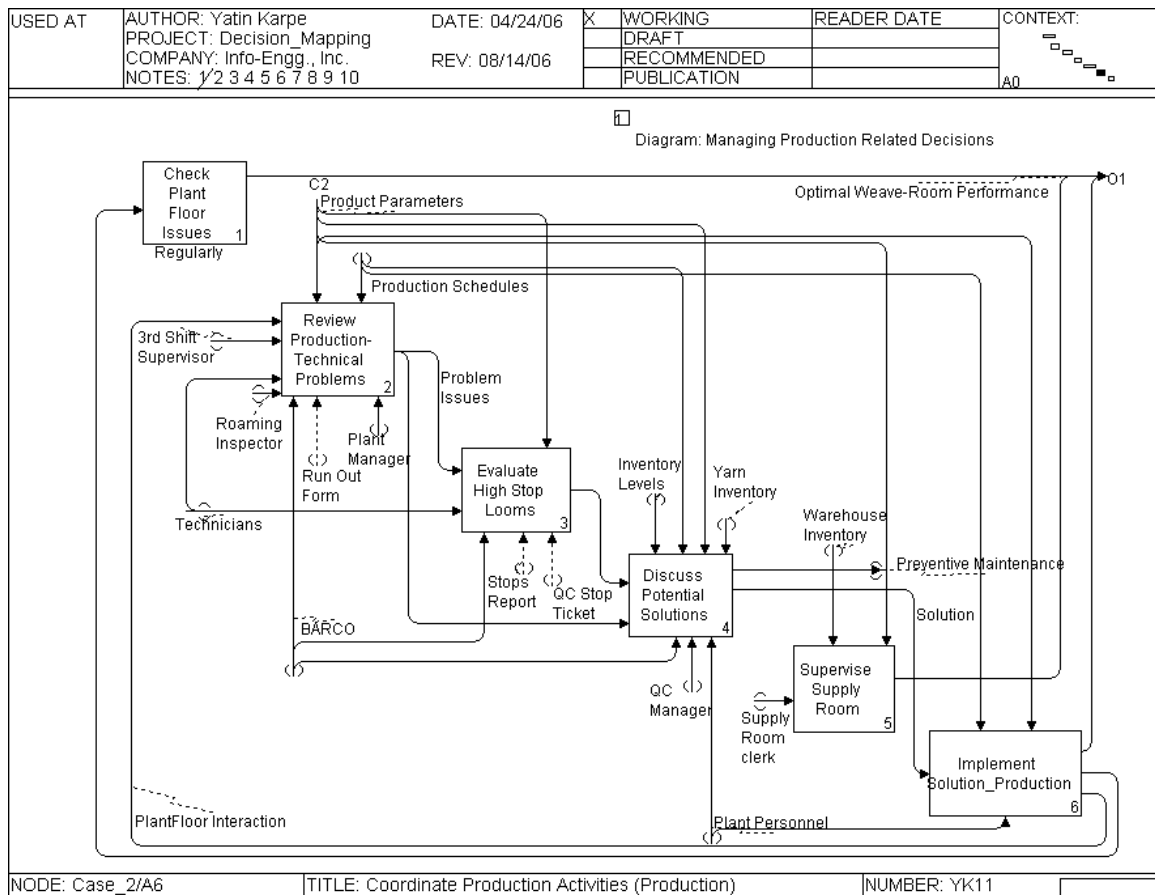 USED AT
AUTHOR: Yatin Karpe
DATE: 04/24/06
X
WORKING
READER DATE
CONTEXT:
PROJECT: Decision_Mapping
DRAFT
COMPANY: Info-Engg., Inc.
REV: 08/14/06
RECOMMENDED
NOTES: 1 2 3 4 5 6 7 8 9 10
PUBLICATION
A0
1
Diagram: Managing Production Related Decisions
Check
Plant
Floor
Issues
Regularly
1
C2
Product Parameters
Optimal Weave-Room Performance
O1
Production Schedules
Review
Production-
Technical
Problems
2
3rd Shift
Supervisor
Problem
Issues
Roaming
Inspector
Plant
Manager
Run Out
Form
Technicians
Evaluate
High Stop
Looms
3
Inventory
Levels
Yarn
Inventory
Warehouse
Inventory
Stops
Report
QC Stop
Ticket
Discuss
Potential
Solutions
4
Preventive Maintenance
Solution
BARCO
QC
Manager
Supervise
Supply
Room
5
Supply
Room
clerk
Implement
Solution_Production
6
PlantFloor Interaction
Plant Personnel
NODE: Case_2/A6
TITLE: Coordinate Production Activities (Production)
NUMBER: YK11